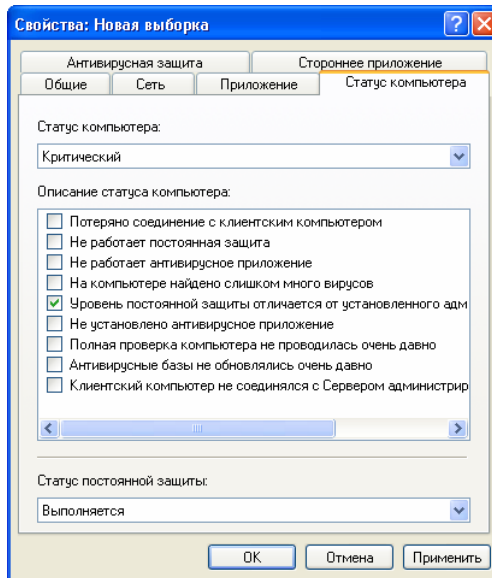 Свойства: Новая выборка
Антивирусная защита
Стороннее приложение
Общие
Сеть
Приложение
Статус компьютера
Статус компьютера:
Критический
Описание статуса компьютера:
Потеряно соединение с клиентским компьютером
Не работает постоянная защита
Не работает антивирусное приложение
На компьютере найдено слишком много вирусов
Уровень постоянной защиты отличается от установленного адм
Не установлено антивирусное приложение
Полная проверка компьютера не проводилась очень давно
Антивирусные базы не обновлялись очень давно
Клиентский компьютер не соединялся с Сервером администрир
Статус постоянной защиты:
Выполняется
OK
Отмена
Применить